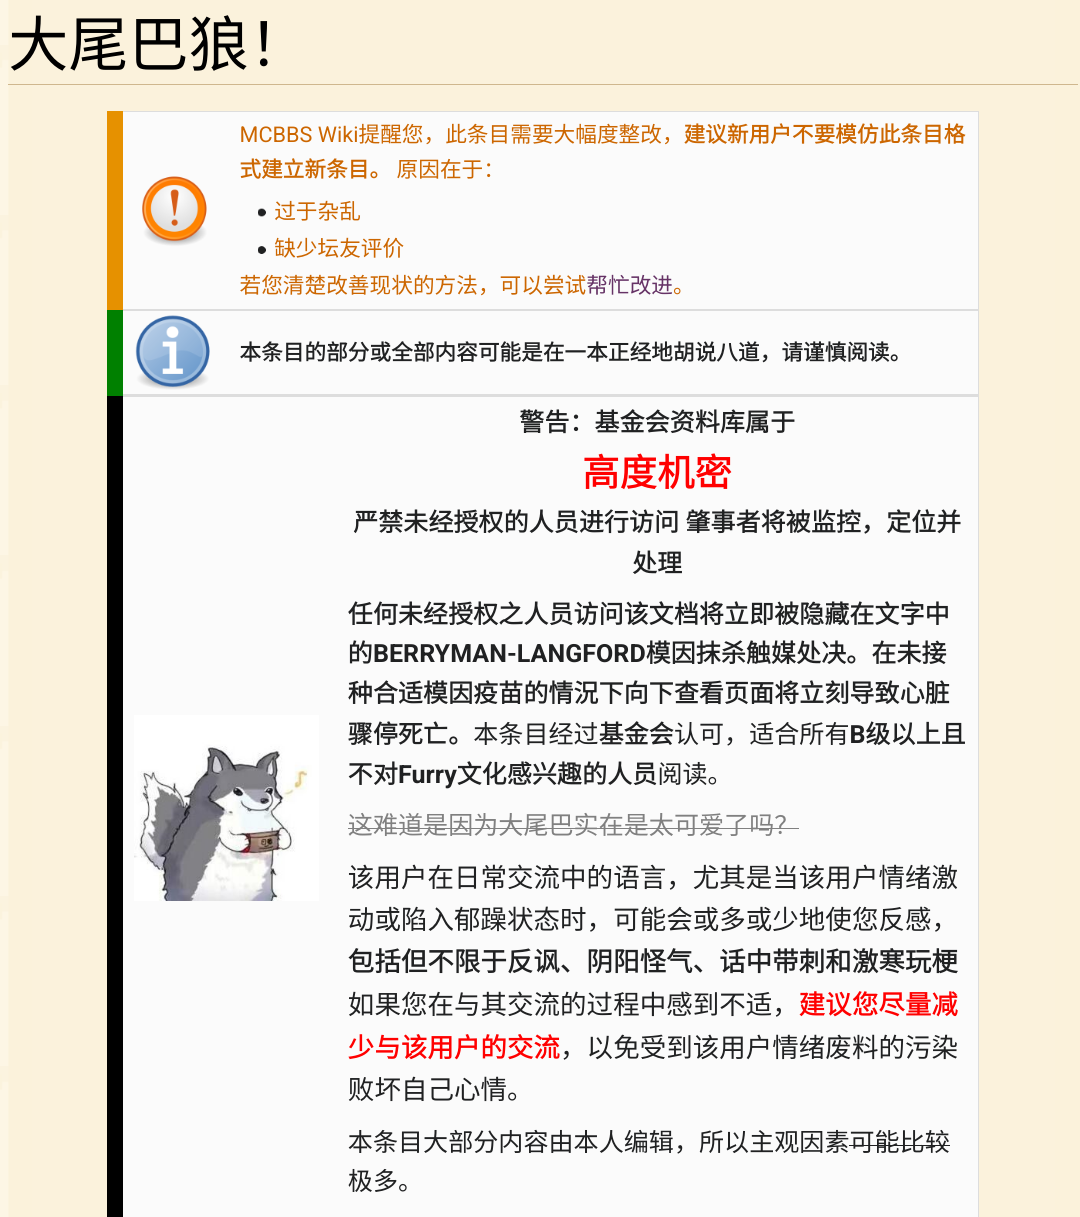 大尾巴狼！
MCBBS Wiki提醒您，此条目需要大幅度整改，建议新用户不要模仿此条目格
式建立新条目。 原因在于：
• 过于杂乱
• 缺少坛友评价
若您清楚改善现状的方法，可以尝试帮忙改进。
本条目的部分或全部内容可能是在一本正经地胡说八道，请谨慎阅读。
警告：基金会资料库属于
高度机密
严禁未经授权的人员进行访问 肇事者将被监控，定位并
处理
任何未经授权之人员访问该文档将立即被隐藏在文字中
的BERRYMAN-LANGFORD模因抹杀触媒处决。在未接
种合适模因疫苗的情況下向下查看页面将立刻导致心脏
骤停死亡。本条目经过基金会认可，适合所有B级以上且
不对Furry文化感兴趣的人员阅读。
这难道是因为大尾巴实在是太可爱了吗？
该用户在日常交流中的语言，尤其是当该用户情绪激
动或陷入郁躁状态时，可能会或多或少地使您反感，
包括但不限于反讽、阴阳怪气、话中带刺和激寒玩梗
如果您在与其交流的过程中感到不适，建议您尽量减
少与该用户的交流，以免受到该用户情绪废料的污染
败坏自己心情。
本条目大部分内容由本人编辑，所以主观因素可能比较
极多。